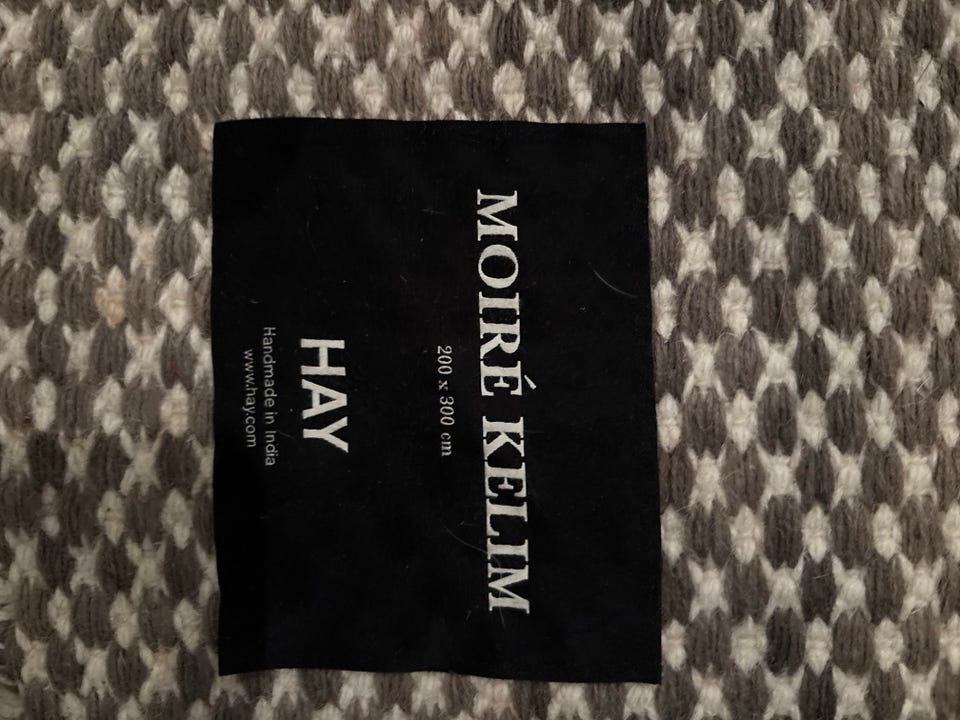 MOIRÉ KELIM
200 x 300 cm
HAY
Handmade in India
www.hay.com